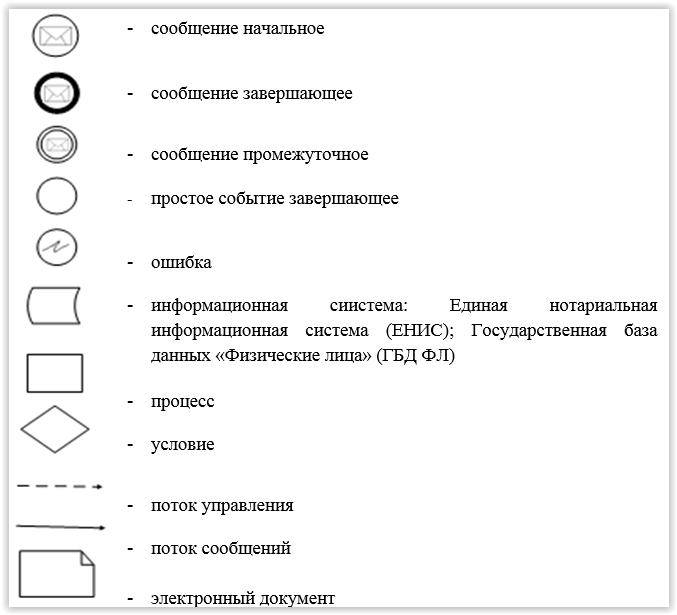 - сообщение начальное
- сообщение завершающее
- сообщение промежуточное
- простое событие завершающее
- ошибка
- информационная сиистема: Единая нотариальная
информационная система (ЕНИС); Государственная база
данных «Физические лица» (ГБД ФЛ)
- процесс
- условие
- поток управления
- поток сообщений
- электронный документ